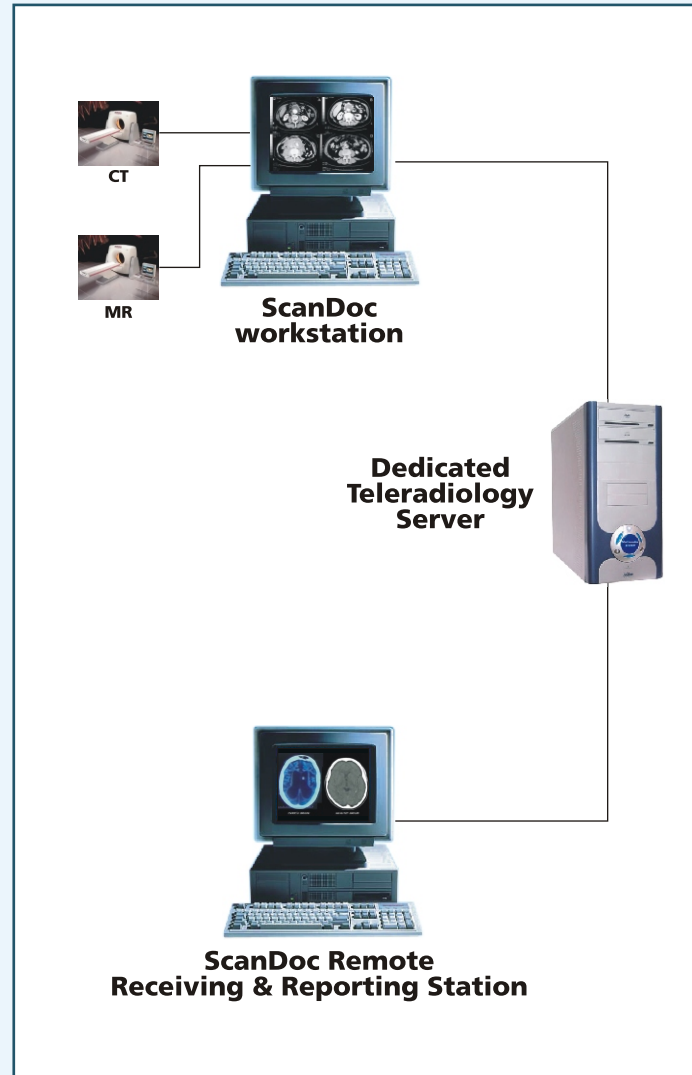 CT
MR
ScanDoc
workstation
Dedicated
Teleradiology
Server
ScanDoc Remote
Receiving & Reporting Station